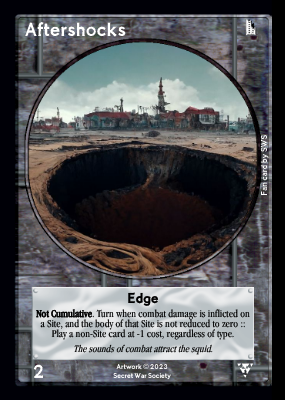 Aftershocks
Fan card by SWS
Edge
Not Cumulative. Turn when combat damage is inflicted on
a Site, and the body of that Site is not reduced to zero ::
Play a non-Site card at -1 cost, regardless of type.
The sounds of combat attract the squid.
2
Artwork © 2023
Secret War Society